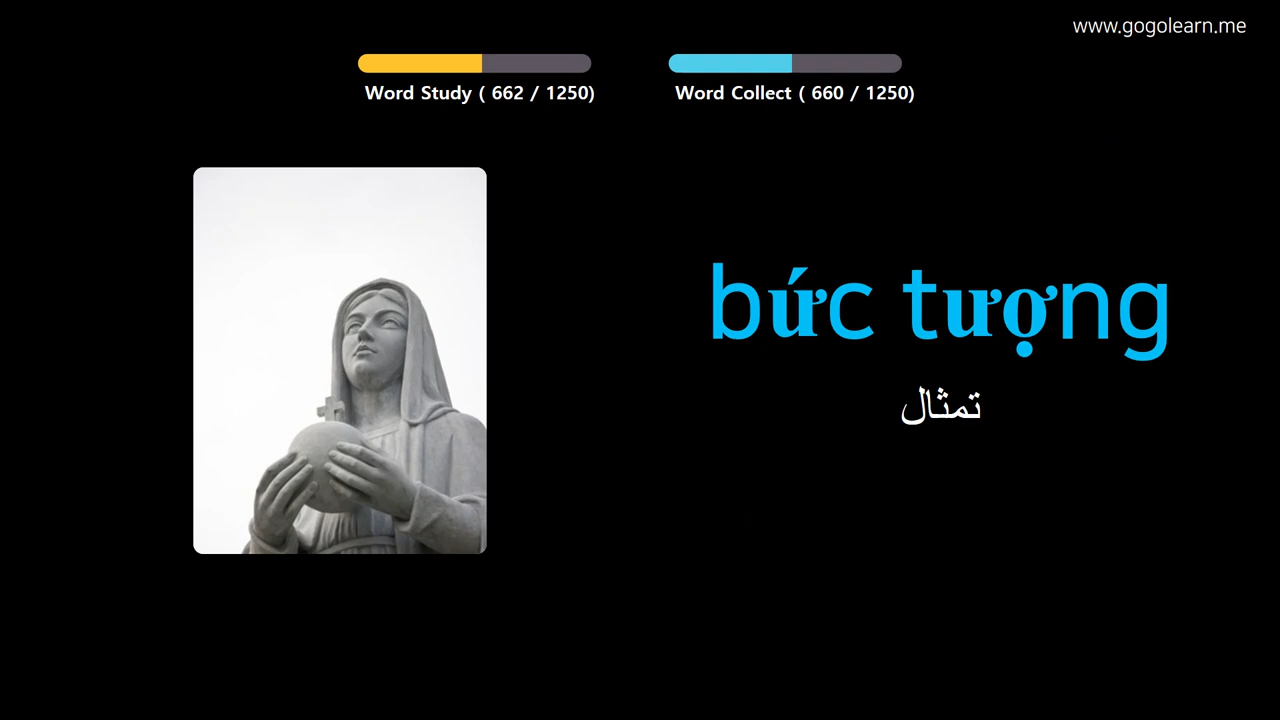 www.gogolearn.me
Word Study ( 662 / 1250)
Word Collect ( 660 / 1250)
bức tượng
تمثال